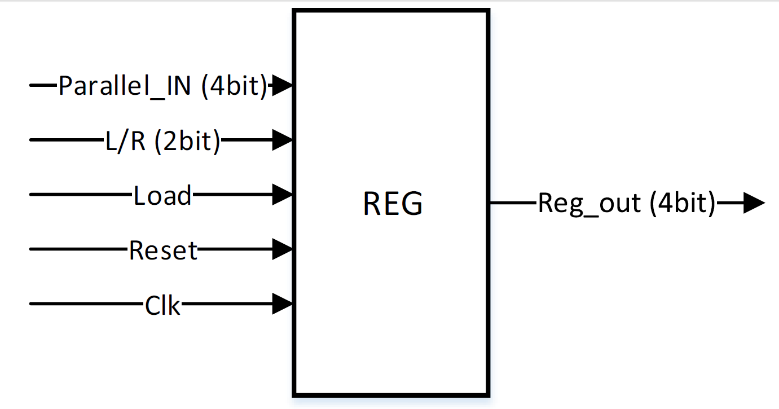 Parallel_IN (4bit)
L/R (2bit)
Load
Reset
Clk
REG
Reg_out (4bit)